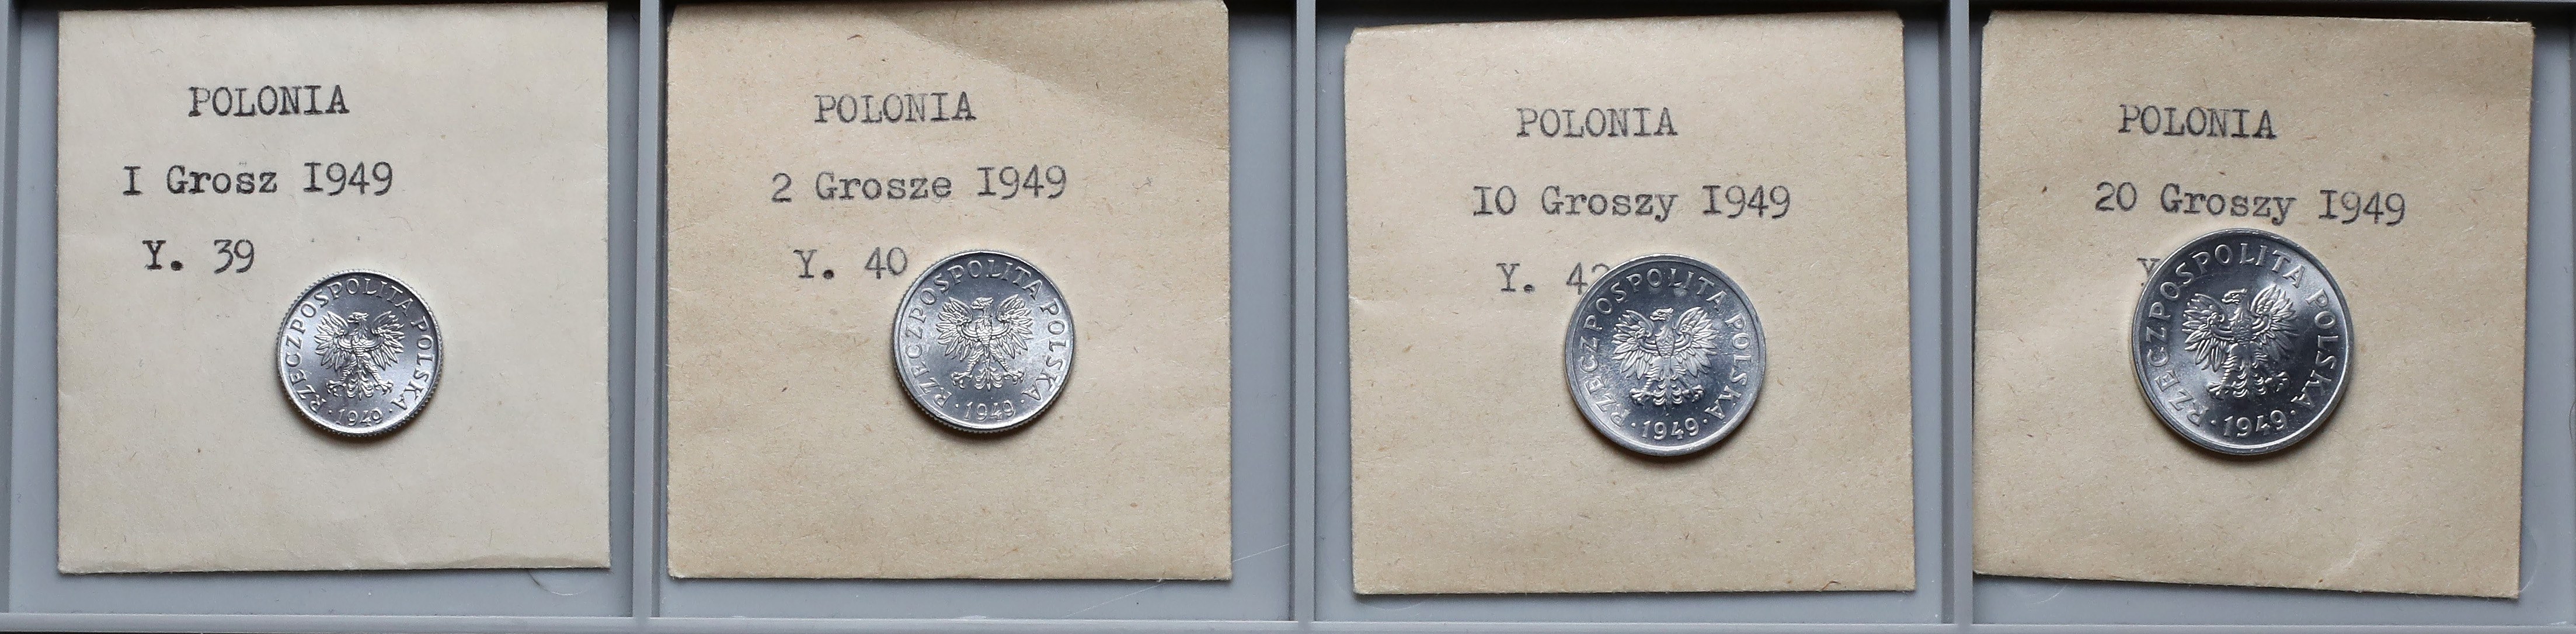 POLONIA
I Grosz I949
Y. 39
RZECZPOSPOLITA POLSKA
·1949·
POLONIA
2 Grosze I949
Y. 40
RZECZPOSPOLITA POLSKA
·1949·
POLONIA
IO Groszy I949
Y. 42
RZECZPOSPOLITA POLSKA
·1949·
POLONIA
20 Groszy I949
Y
RZECZPOSPOLITA POLSKA
·1949·